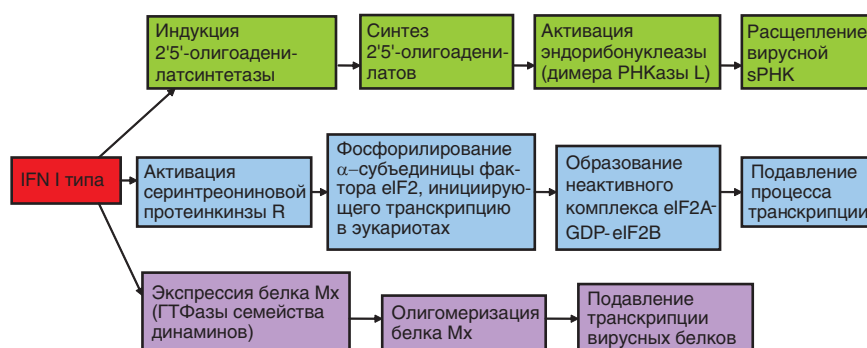 Индукция
2'5'-олигоадени-
латсинтетазы
Синтез
2'5'-олигоадени-
латов
Активация
эндорибонуклеазы
(димера РНКазы L)
Расщепление
вирусной
sРНК
IFN I типа
Активация
серинтреониновой
протеинкинзы R
Фосфорилирование
α–субъединицы фак-
тора eIF2, инициирую-
щего транскрипцию
в эукариотах
Образование
неактивного
комплекса eIF2A-
GDP-eIF2B
Подавление
процесса
транскрипции
Экспрессия белка Mx
(ГТФазы семейства
динаминов)
Олигомеризация
белка Mx
Подавление
транскрипции
вирусных белков